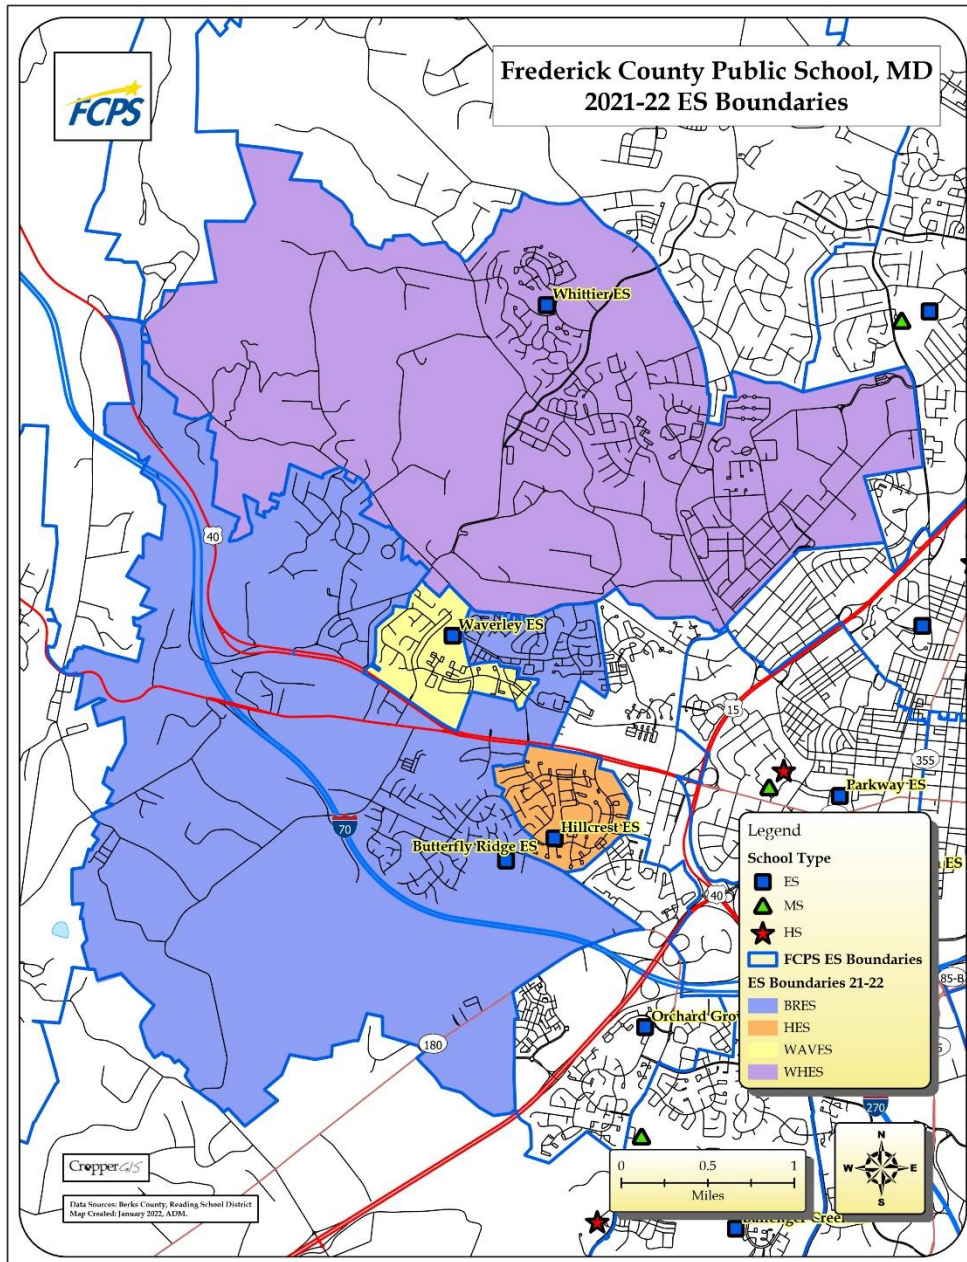 FCPS
Frederick County Public School, MD
2021-22 ES Boundaries
Whittier ES
40
Waverley ES
15
355
Parkway ES
70
Hillcrest ES
Butterfly Ridge ES
40
ES
85-B
Orchard Gro
180
270
Legend
School Type
ES
MS
HS
FCPS ES Boundaries
ES Boundaries 21-22
BRES
HES
WAVES
WHES
CropperGIS
Data Sources: Berks County, Reading School District
Map Created: January 2022, ADM.
0 0.5 1
Miles
N
W E
S